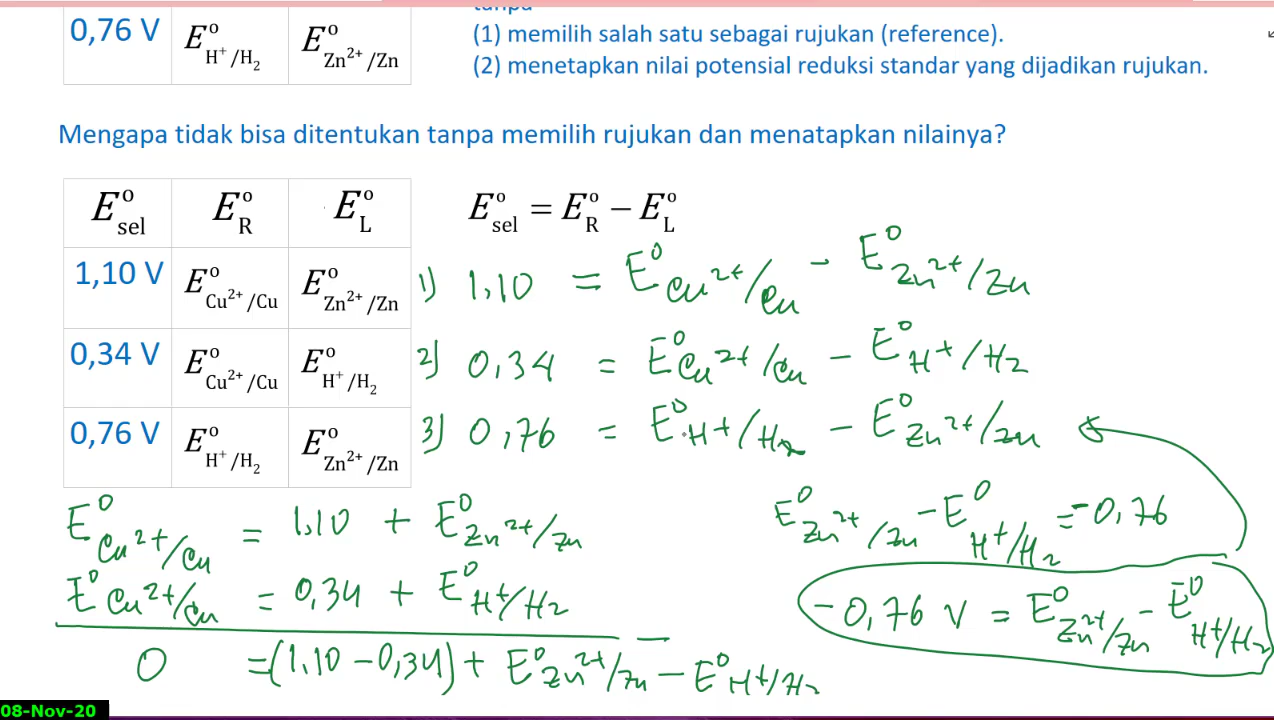 tanpa
0,76 V E°H⁺/H₂ E°Zn²⁺/Zn
(1) memilih salah satu sebagai rujukan (reference).
(2) menetapkan nilai potensial reduksi standar yang dijadikan rujukan.
Mengapa tidak bisa ditentukan tanpa memilih rujukan dan menatapkan nilainya?
E°sel E°R E°L
E°sel = E°R − E°L
1,10 V E°Cu²⁺/Cu E°Zn²⁺/Zn
1) 1,10 = E°Cu²⁺/Cu − E°Zn²⁺/Zn
0,34 V E°Cu²⁺/Cu E°H⁺/H₂
2) 0,34 = E°Cu²⁺/Cu − E°H⁺/H₂
0,76 V E°H⁺/H₂ E°Zn²⁺/Zn
3) 0,76 = E°H⁺/H₂ − E°Zn²⁺/Zn
E°Cu²⁺/Cu = 1,10 + E°Zn²⁺/Zn
E°Cu²⁺/Cu = 0,34 + E°H⁺/H₂
0 = (1,10 − 0,34) + E°Zn²⁺/Zn − E°H⁺/H₂
E°Zn²⁺/Zn − E°H⁺/H₂ = −0,76
−0,76 V = E°Zn²⁺/Zn − E°H⁺/H₂
08-Nov-20